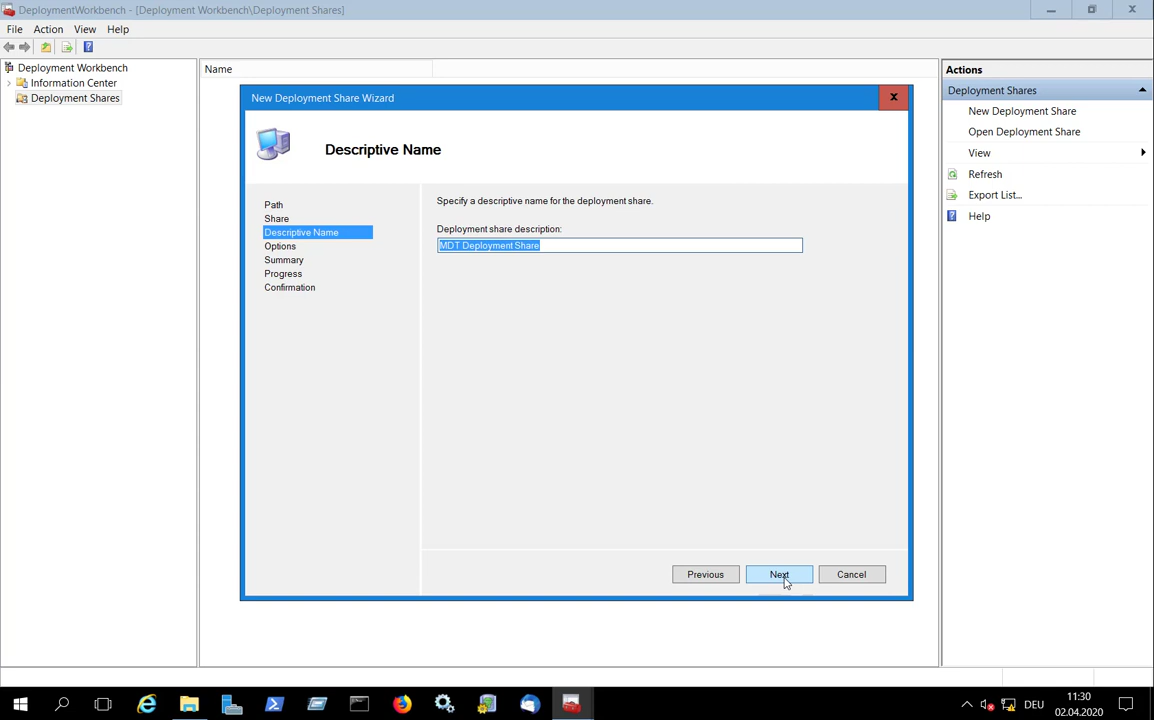 DeploymentWorkbench - [Deployment Workbench\Deployment Shares]
File Action View Help
Deployment Workbench
Information Center
Deployment Shares
Name
New Deployment Share Wizard
Descriptive Name
Path
Share
Descriptive Name
Options
Summary
Progress
Confirmation
Specify a descriptive name for the deployment share.
Deployment share description:
MDT Deployment Share
Previous Next Cancel
Actions
Deployment Shares
New Deployment Share
Open Deployment Share
View
Refresh
Export List...
Help
DEU
11:30
02.04.2020